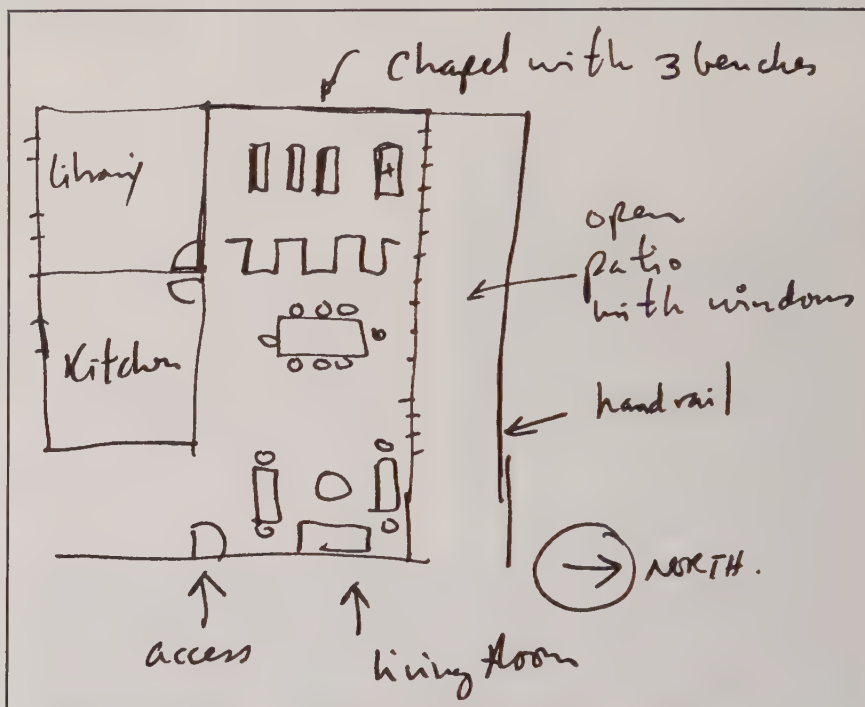 Chapel with 3 benches
Library
open
patio
with windows
Kitchen
handrail
NORTH.
access
living room